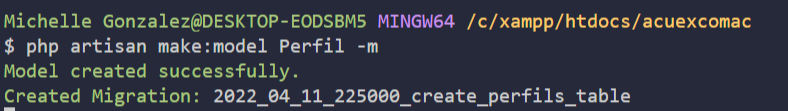 Michelle Gonzalez@DESKTOP-EODSBM5 MINGW64 /c/xampp/htdocs/acuexcomac
$ php artisan make:model Perfil -m
Model created successfully.
Created Migration: 2022_04_11_225000_create_perfils_table